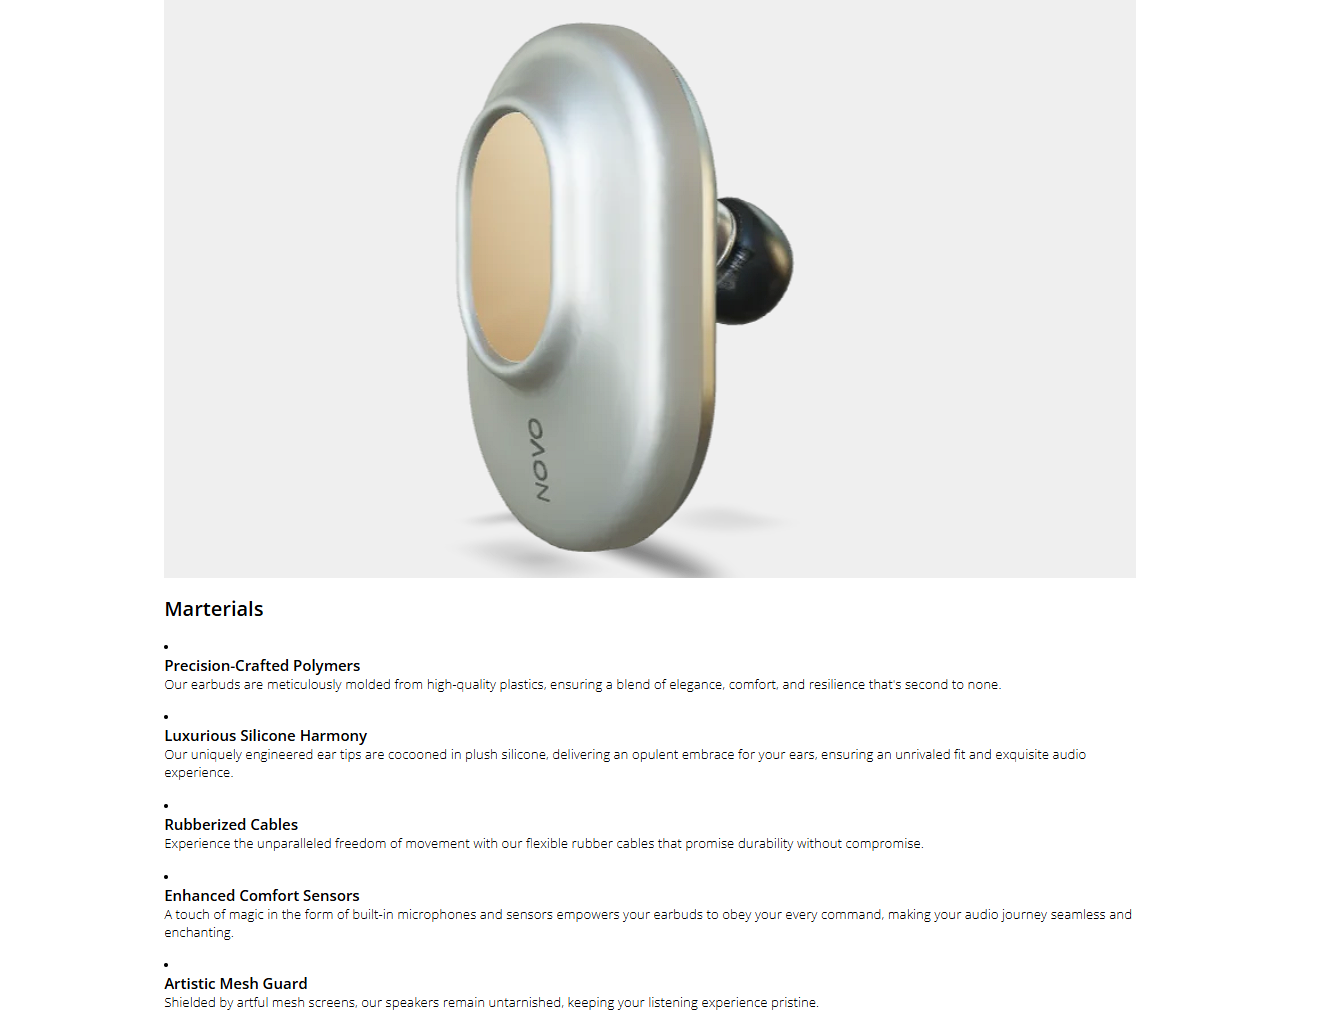 NOVO
Marterials
Precision-Crafted Polymers
Our earbuds are meticulously molded from high-quality plastics, ensuring a blend of elegance, comfort, and resilience that's second to none.
Luxurious Silicone Harmony
Our uniquely engineered ear tips are cocooned in plush silicone, delivering an opulent embrace for your ears, ensuring an unrivaled fit and exquisite audio
experience.
Rubberized Cables
Experience the unparalleled freedom of movement with our flexible rubber cables that promise durability without compromise.
Enhanced Comfort Sensors
A touch of magic in the form of built-in microphones and sensors empowers your earbuds to obey your every command, making your audio journey seamless and
enchanting.
Artistic Mesh Guard
Shielded by artful mesh screens, our speakers remain untarnished, keeping your listening experience pristine.